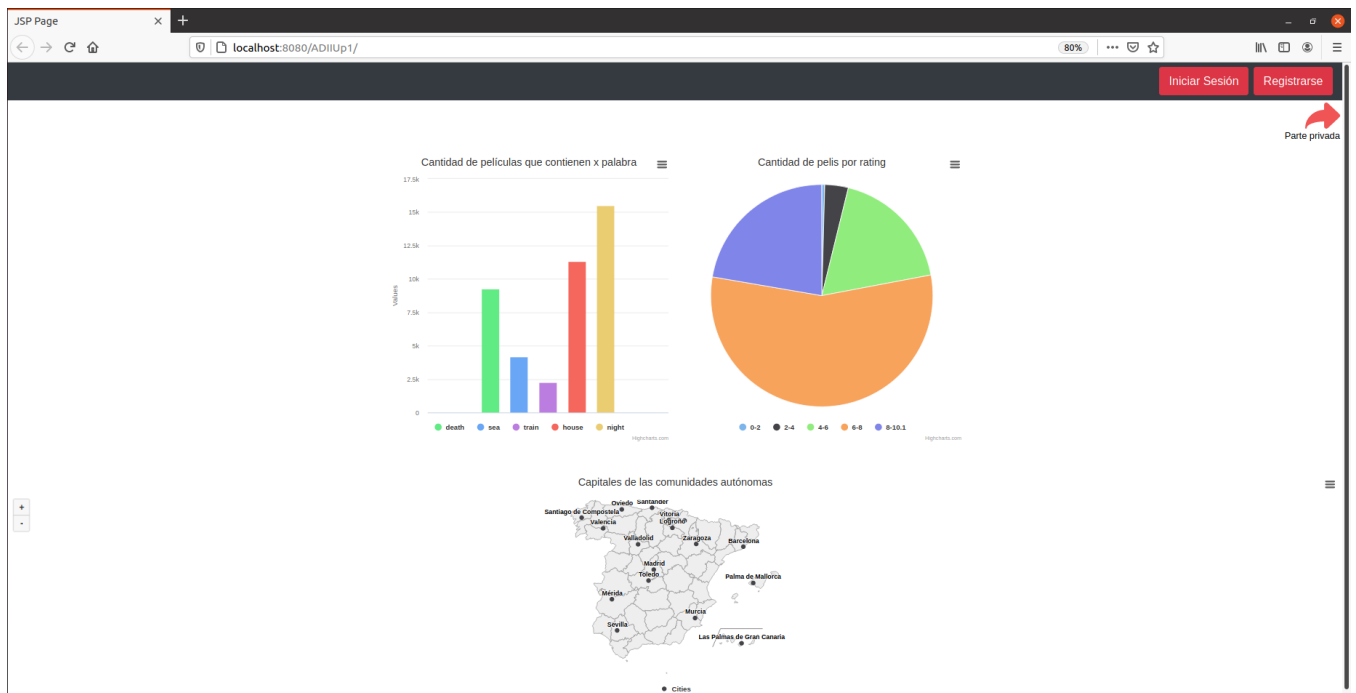 JSP Page
localhost:8080/ADIIUp1/
80%
Iniciar Sesión
Registrarse
Parte privada
Cantidad de películas que contienen x palabra
17.5k
15k
12.5k
10k
7.5k
5k
2.5k
0
Values
death sea train house night
Highcharts.com
Cantidad de pelis por rating
0-2 2-4 4-6 6-8 8-10.1
Highcharts.com
Capitales de las comunidades autónomas
+
-
Oviedo
Santander
Santiago de Compostela
Vitoria
Logroño
Valencia
Valladolid
Zaragoza
Barcelona
Madrid
Toledo
Palma de Mallorca
Mérida
Murcia
Sevilla
Las Palmas de Gran Canaria
Cities